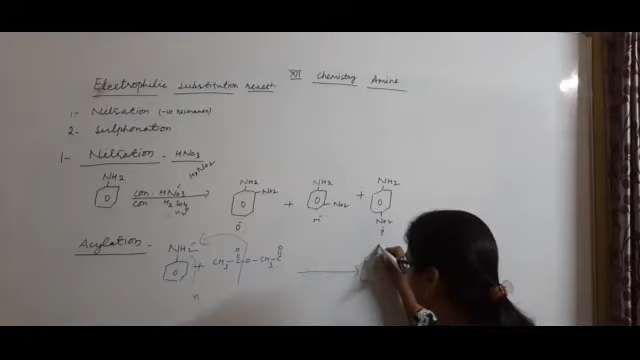 Electrophilic Substitution reacn XII Chemistry Amine
1- Nitration (-ve resonance)
2- Sulphonation
1- Nitration - HNO3
HONO2
NH2 con. HNO3 NH2 NO2 + NH2 NO2 + NH2
con H2SO4 O m NO2
p
Acylation - NH2 + CH3-C-O-CH3-C
O O